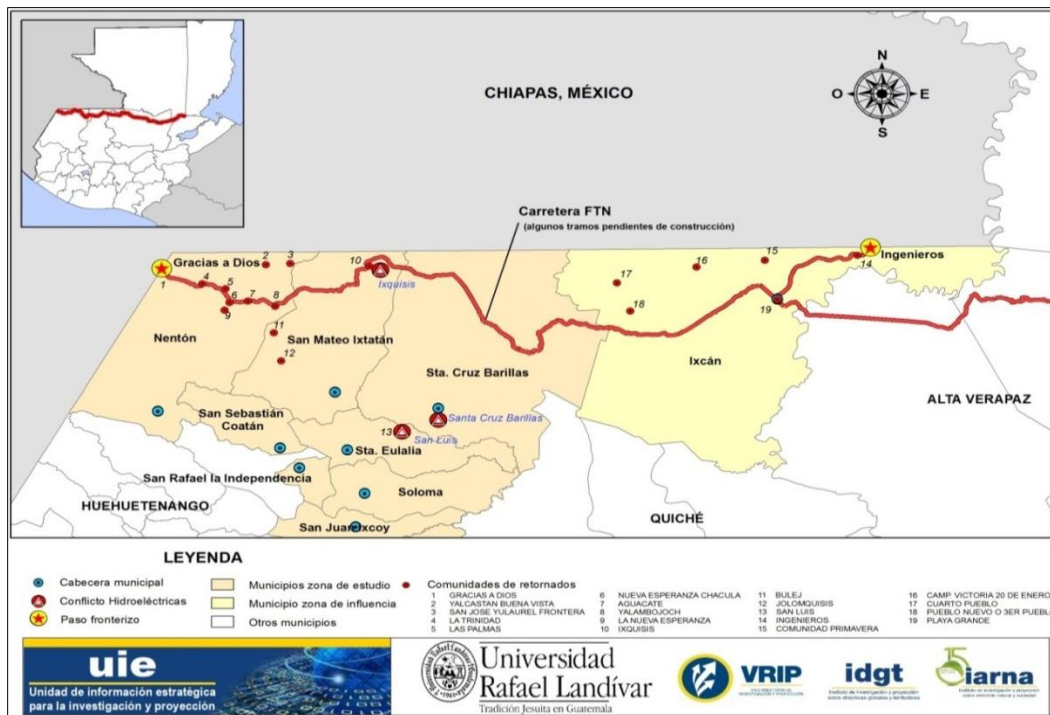 CHIAPAS, MÉXICO
N
O
E
S
Carretera FTN
(algunos tramos pendientes de construcción)
Gracias a Dios
2
3
10
15
Ingenieros
14
16
1
4
5
Ixquisis
17
6
7
8
9
18
19
11
Nentón
San Mateo Ixtatán
12
Ixcán
Sta. Cruz Barillas
ALTA VERAPAZ
San Sebastián
Coatán
Santa Cruz Barillas
13
San Luis
Sta. Eulalia
San Rafael la Independencia
Soloma
HUEHUETENANGO
QUICHÉ
San Juan Ixcoy
LEYENDA
Cabecera municipal
Conflicto Hidroeléctricas
Paso fronterizo
Municipios zona de estudio
Municipio zona de influencia
Otros municipios
Comunidades de retornados
1 GRACIAS A DIOS
2 YALCASTAN BUENA VISTA
3 SAN JOSE YULAUREL FRONTERA
4 LA TRINIDAD
5 LAS PALMAS
6 NUEVA ESPERANZA CHACULA
7 AGUACATE
8 YALAMBOJOCH
9 LA NUEVA ESPERANZA
10 IXQUISIS
11 BULEJ
12 JOLOMQUISIS
13 SAN LUIS
14 INGENIEROS
15 COMUNIDAD PRIMAVERA
16 CAMP. VICTORIA 20 DE ENERO
17 CUARTO PUEBLO
18 PUEBLO NUEVO O 3ER PUEBL
19 PLAYA GRANDE
uie
Unidad de información estratégica
para la investigación y proyección
Universidad
Rafael Landívar
Tradición Jesuita en Guatemala
VRIP
idgt
15
iarna